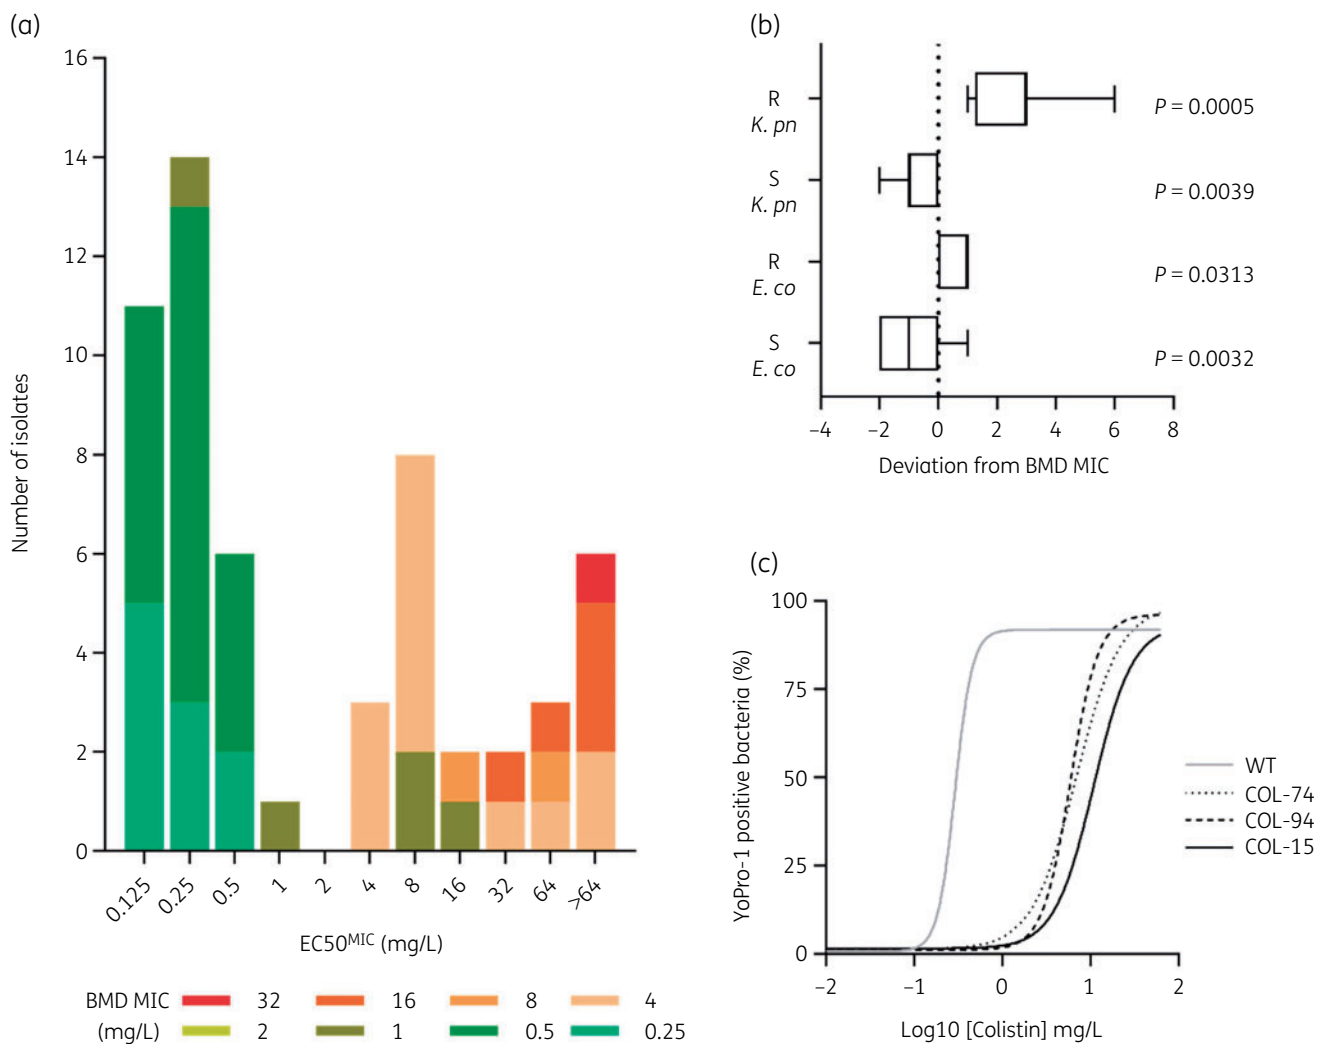 (a)
16
14
12
10
8
6
4
2
0
Number of isolates
0.125 0.25 0.5 1 2 4 8 16 32 64 >64
EC50MIC (mg/L)
BMD MIC 32 16 8 4
(mg/L) 2 1 0.5 0.25
(b)
R
K. pn
P = 0.0005
S
K. pn
P = 0.0039
R
E. co
P = 0.0313
S
E. co
P = 0.0032
−4 −2 0 2 4 6 8
Deviation from BMD MIC
(c)
100
75
50
25
0
YoPro-1 positive bacteria (%)
−2 −1 0 1 2
Log10 [Colistin] mg/L
WT
COL-74
COL-94
COL-15